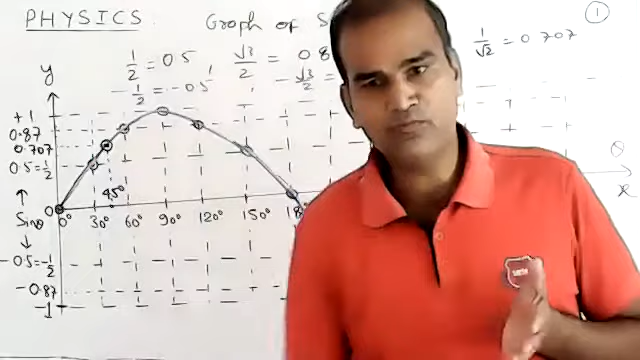 PHYSICS : Graph of S
1
1/2 = 0.5 , √3/2 = 0.8
1/√2 = 0.707
-1/2 = -0.5 , -√3/2 =
y
+1
0.87
0.707
0.5=1/2
45°
θ
0 0° 30° 60° 90° 120° 150° 18
x
↑
Sinθ
↓
-0.5=-1/2
-0.87
-1